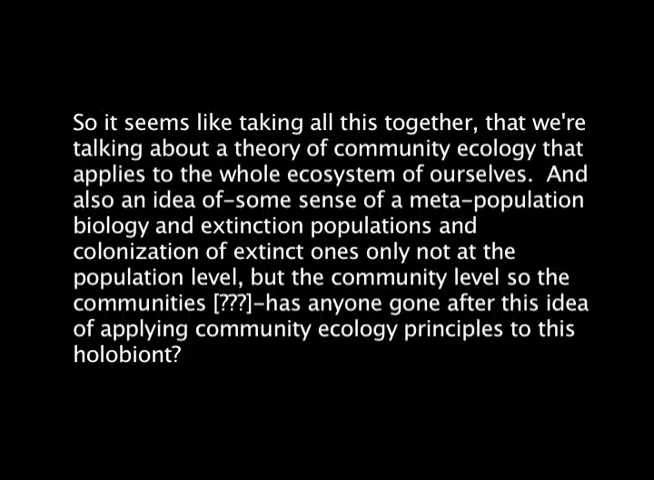 So it seems like taking all this together, that we're
talking about a theory of community ecology that
applies to the whole ecosystem of ourselves.  And
also an idea of–some sense of a meta–population
biology and extinction populations and
colonization of extinct ones only not at the
population level, but the community level so the
communities [???]–has anyone gone after this idea
of applying community ecology principles to this
holobiont?